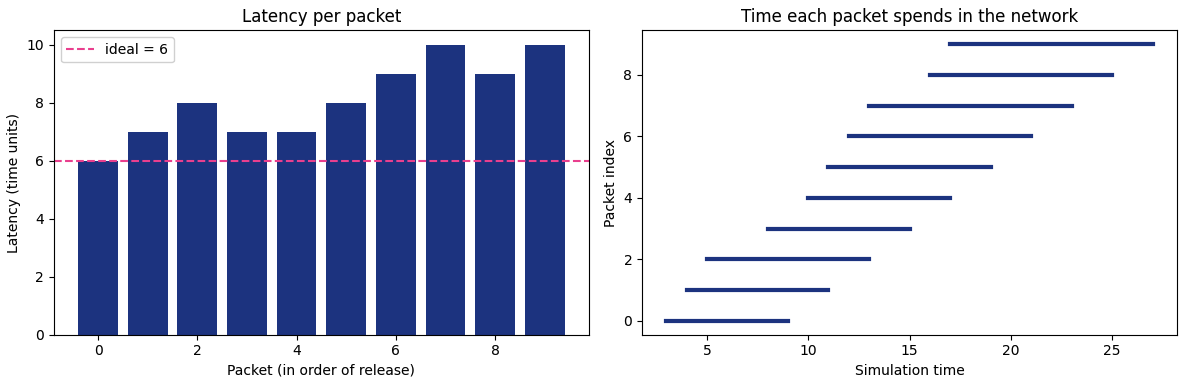 Latency per packet
Latency (time units)
10
8
6
4
2
0
ideal = 6
0 2 4 6 8
Packet (in order of release)
Time each packet spends in the network
Packet index
8
6
4
2
0
5 10 15 20 25
Simulation time